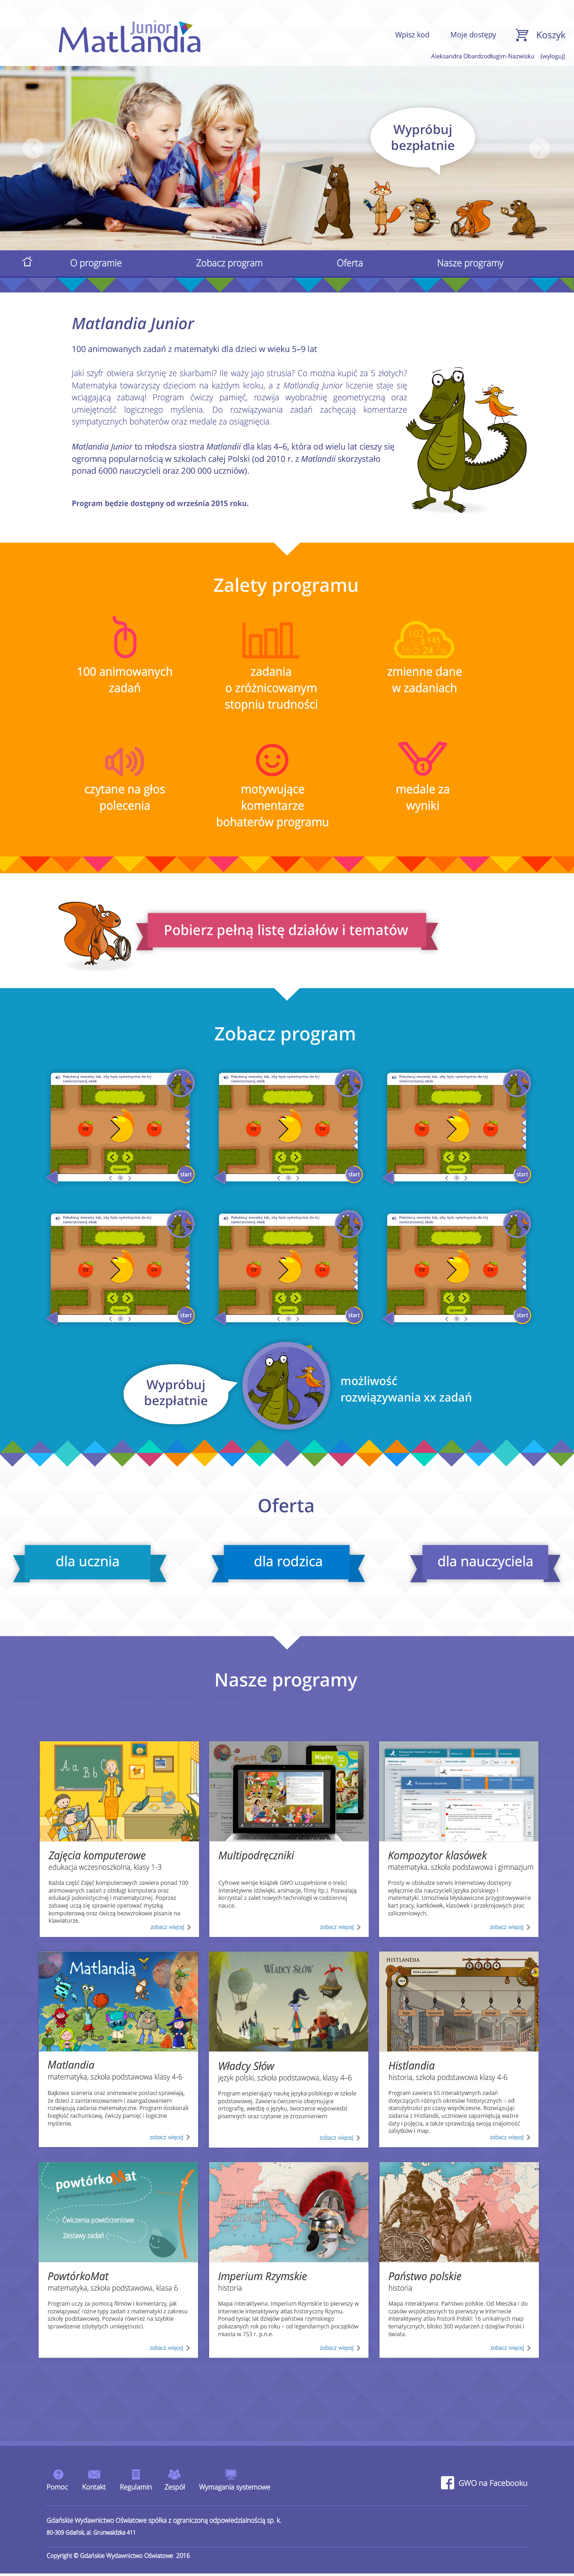 Matlandia Junior
Wpisz kod
Moje dostępy
Koszyk
Aleksandra Obardzodługim-Nazwisku (wyloguj)
Wypróbuj
bezpłatnie
O programie
Zobacz program
Oferta
Nasze programy
Matlandia Junior
100 animowanych zadań z matematyki dla dzieci w wieku 5–9 lat
Jaki szyfr otwiera skrzynię ze skarbami? Ile waży jajo strusia? Co można kupić za 5 złotych?
Matematyka towarzyszy dzieciom na każdym kroku, a z Matlandią Junior liczenie staje się
wciągającą zabawą! Program ćwiczy pamięć, rozwija wyobraźnię geometryczną oraz
umiejętność logicznego myślenia. Do rozwiązywania zadań zachęcają komentarze
sympatycznych bohaterów oraz medale za osiągnięcia.
Matlandia Junior to młodsza siostra Matlandii dla klas 4–6, która od wielu lat cieszy się
ogromną popularnością w szkołach całej Polski (od 2010 r. z Matlandii skorzystało
ponad 6000 nauczycieli oraz 200 000 uczniów).
Program będzie dostępny od września 2015 roku.
Zalety programu
100 animowanych
zadań
zadania
o zróżnicowanym
stopniu trudności
102
3 145
24
zmienne dane
w zadaniach
czytane na głos
polecenia
motywujące
komentarze
bohaterów programu
1
medale za
wyniki
Pobierz pełną listę działów i tematów
Zobacz program
start
start
start
start
start
start
Wypróbuj
bezpłatnie
możliwość
rozwiązywania xx zadań
Oferta
dla ucznia
dla rodzica
dla nauczyciela
Nasze programy
Zajęcia komputerowe
edukacja wczesnoszkolna, klasy 1-3
Każda część Zajęć komputerowych zawiera ponad 100
animowanych zadań z obsługi komputera oraz
edukacji polonistycznej i matematycznej. Poprzez
zabawę uczą się sprawnie operować myszką
komputerową oraz ćwiczą bezwzrokowe pisanie na
klawiaturze.
zobacz więcej
Multipodręczniki
Cyfrowe wersje książek GWO uzupełnione o treści
interaktywne (dźwięki, animacje, filmy itp.). Pozwalają
korzystać z zalet nowych technologii w codziennej
nauce.
zobacz więcej
Kompozytor klasówek
matematyka, szkoła podstawowa i gimnazjum
Prosty w obsłudze serwis internetowy dostępny
wyłącznie dla nauczycieli języka polskiego i
matematyki. Umożliwia błyskawiczne przygotowywanie
kart pracy, kartkówek, klasówek i przekrojowych prac
zaliczeniowych.
zobacz więcej
Matlandia
Matlandia
matematyka, szkoła podstawowa klasy 4-6
Bajkowa sceneria oraz animowane postaci sprawiają,
że dzieci z zainteresowaniem i zaangażowaniem
rozwiązują zadania matematyczne. Program doskonali
biegłość rachunkową, ćwiczy pamięć i logiczne
myślenie.
zobacz więcej
Władcy Słów
Władcy Słów
język polski, szkoła podstawowa, klasy 4–6
Program wspierający naukę języka polskiego w szkole
podstawowej. Zawiera ćwiczenia obejmujące
ortografię, wiedzę o języku, tworzenie wypowiedzi
pisemnych oraz czytanie ze zrozumieniem
zobacz więcej
Histlandia
Histlandia
historia, szkoła podstawowa klasy 4-6
Program zawiera 65 interaktywnych zadań
dotyczących różnych okresów historycznych – od
starożytności po czasy współczesne. Rozwiązując
zadania z Histlandii, uczniowie zapamiętują ważne
daty i pojęcia, a także sprawdzają swoją znajomość
zabytków i map.
zobacz więcej
powtórkoMat
Ćwiczenia powtórzeniowe
Zestawy zadań
PowtórkoMat
matematyka, szkoła podstawowa, klasa 6
Program uczy za pomocą filmów i komentarzy, jak
rozwiązywać różne typy zadań z matematyki z zakresu
szkoły podstawowej. Pozwala również na szybkie
sprawdzenie zdobytych umiejętności.
zobacz więcej
Imperium Rzymskie
Imperium Rzymskie
historia
Mapa interaktywna. Imperium Rzymskie to pierwszy w
internecie interaktywny atlas historyczny Rzymu.
Ponad tysiąc lat dziejów państwa rzymskiego
pokazanych rok po roku – od legendarnych początków
miasta w 753 r. p.n.e.
zobacz więcej
Państwo polskie
historia
Mapa interaktywna. Państwo polskie. Od Mieszka I do
czasów współczesnych to pierwszy w internecie
interaktywny atlas historii Polski: 16 unikalnych map
tematycznych, blisko 300 wydarzeń z dziejów Polski i
świata.
zobacz więcej
Pomoc
Kontakt
Regulamin
Zespół
Wymagania systemowe
GWO na Facebooku
Gdańskie Wydawnictwo Oświatowe spółka z ograniczoną odpowiedzialnością sp. k.
80-309 Gdańsk, al. Grunwaldzka 411
Copyright © Gdańskie Wydawnictwo Oświatowe 2016